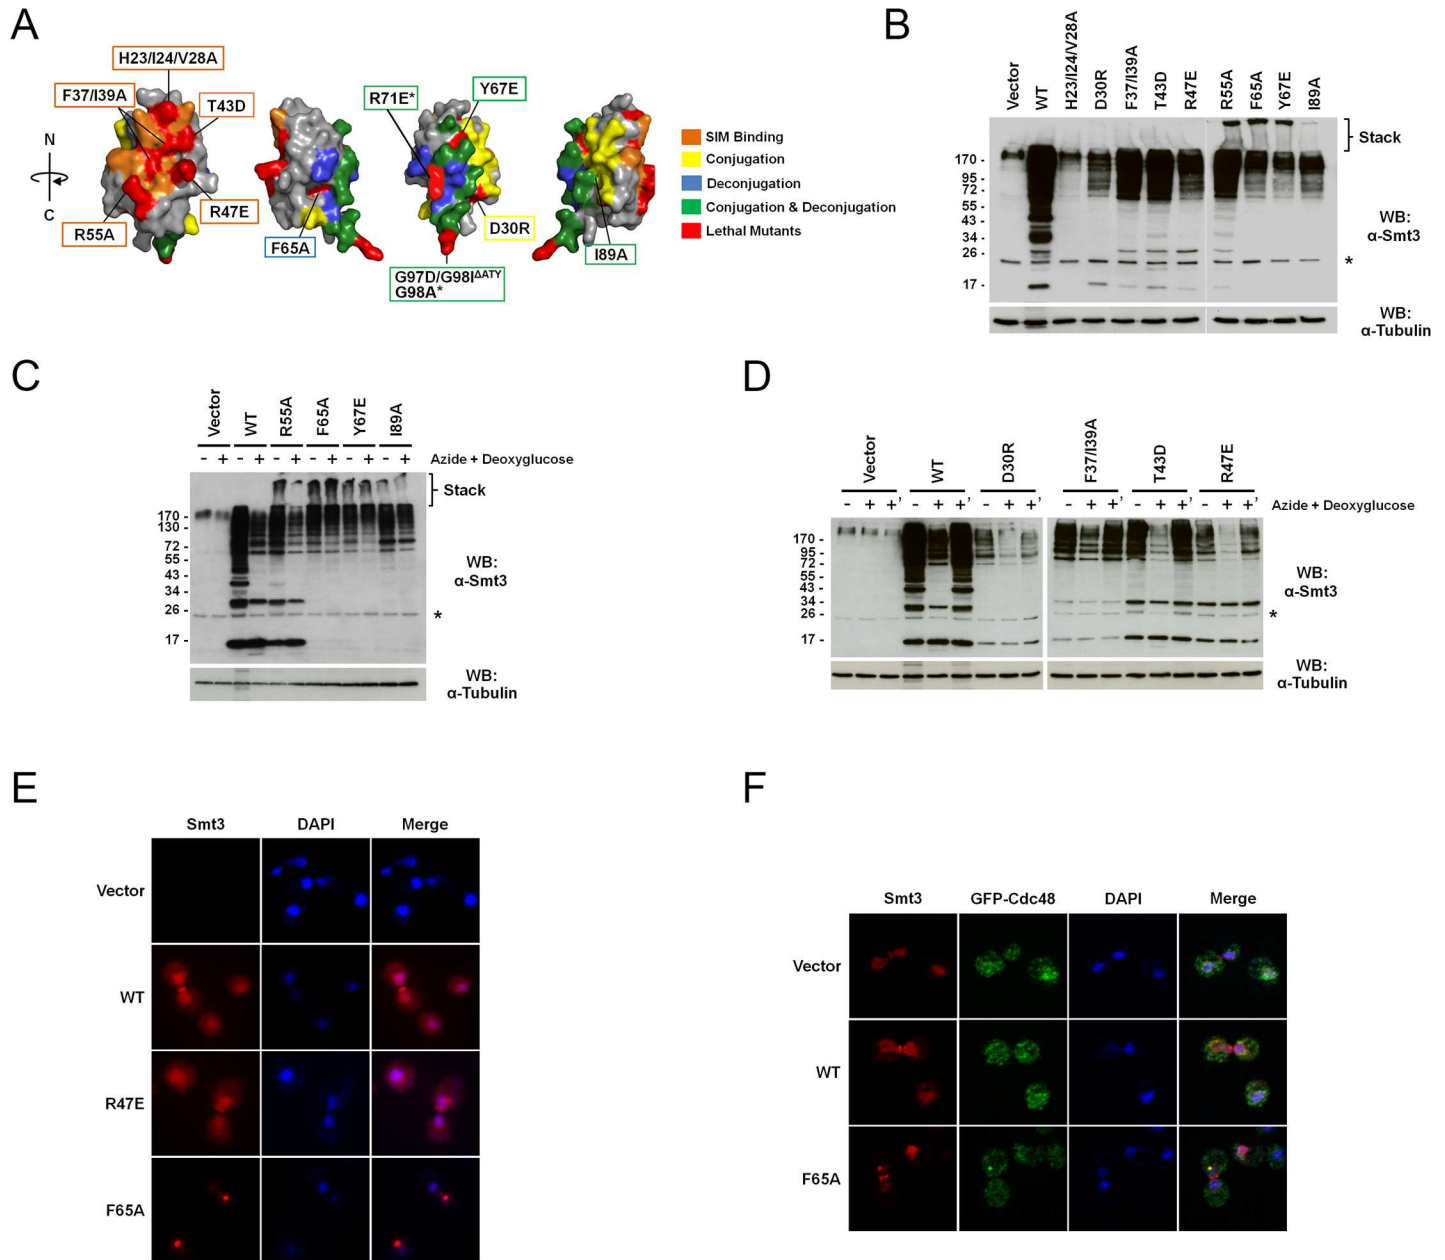 A
H23/I24/V28A
F37/I39A
T43D
R71E*
Y67E
N
C
R55A
R47E
F65A
D30R
I89A
G97D/G98I^ΔATY
G98A*
SIM Binding
Conjugation
Deconjugation
Conjugation & Deconjugation
Lethal Mutants
B
Vector
WT
H23/I24/V28A
D30R
F37/I39A
T43D
R47E
R55A
F65A
Y67E
I89A
Stack
170 -
95 -
72 -
55 -
43 -
34 -
26 -
17 -
WB:
α-Smt3
*
WB:
α-Tubulin
C
Vector
WT
R55A
F65A
Y67E
I89A
- + - + - + - + - + - +
Azide + Deoxyglucose
Stack
170 -
130 -
72 -
55 -
43 -
34 -
26 -
17 -
WB:
α-Smt3
*
WB:
α-Tubulin
D
Vector
WT
D30R
F37/I39A
T43D
R47E
- + +’ - + +’ - + +’ - + +’ - + +’ - + +’
Azide + Deoxyglucose
170 -
95 -
72 -
55 -
43 -
34 -
26 -
17 -
WB:
α-Smt3
*
WB:
α-Tubulin
E
Smt3 DAPI Merge
Vector
WT
R47E
F65A
F
Smt3 GFP-Cdc48 DAPI Merge
Vector
WT
F65A